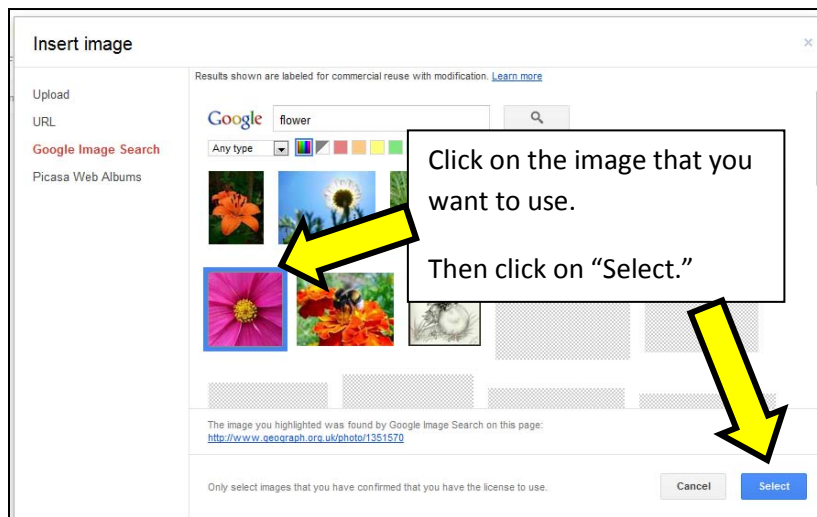 Insert image
×
Results shown are labeled for commercial reuse with modification. Learn more
Upload
URL
Google Image Search
Picasa Web Albums
Google flower
Any type
Click on the image that you
want to use.
Then click on “Select.”
The image you highlighted was found by Google Image Search on this page:
http://www.geograph.org.uk/photo/1351570
Only select images that you have confirmed that you have the license to use.
Cancel Select